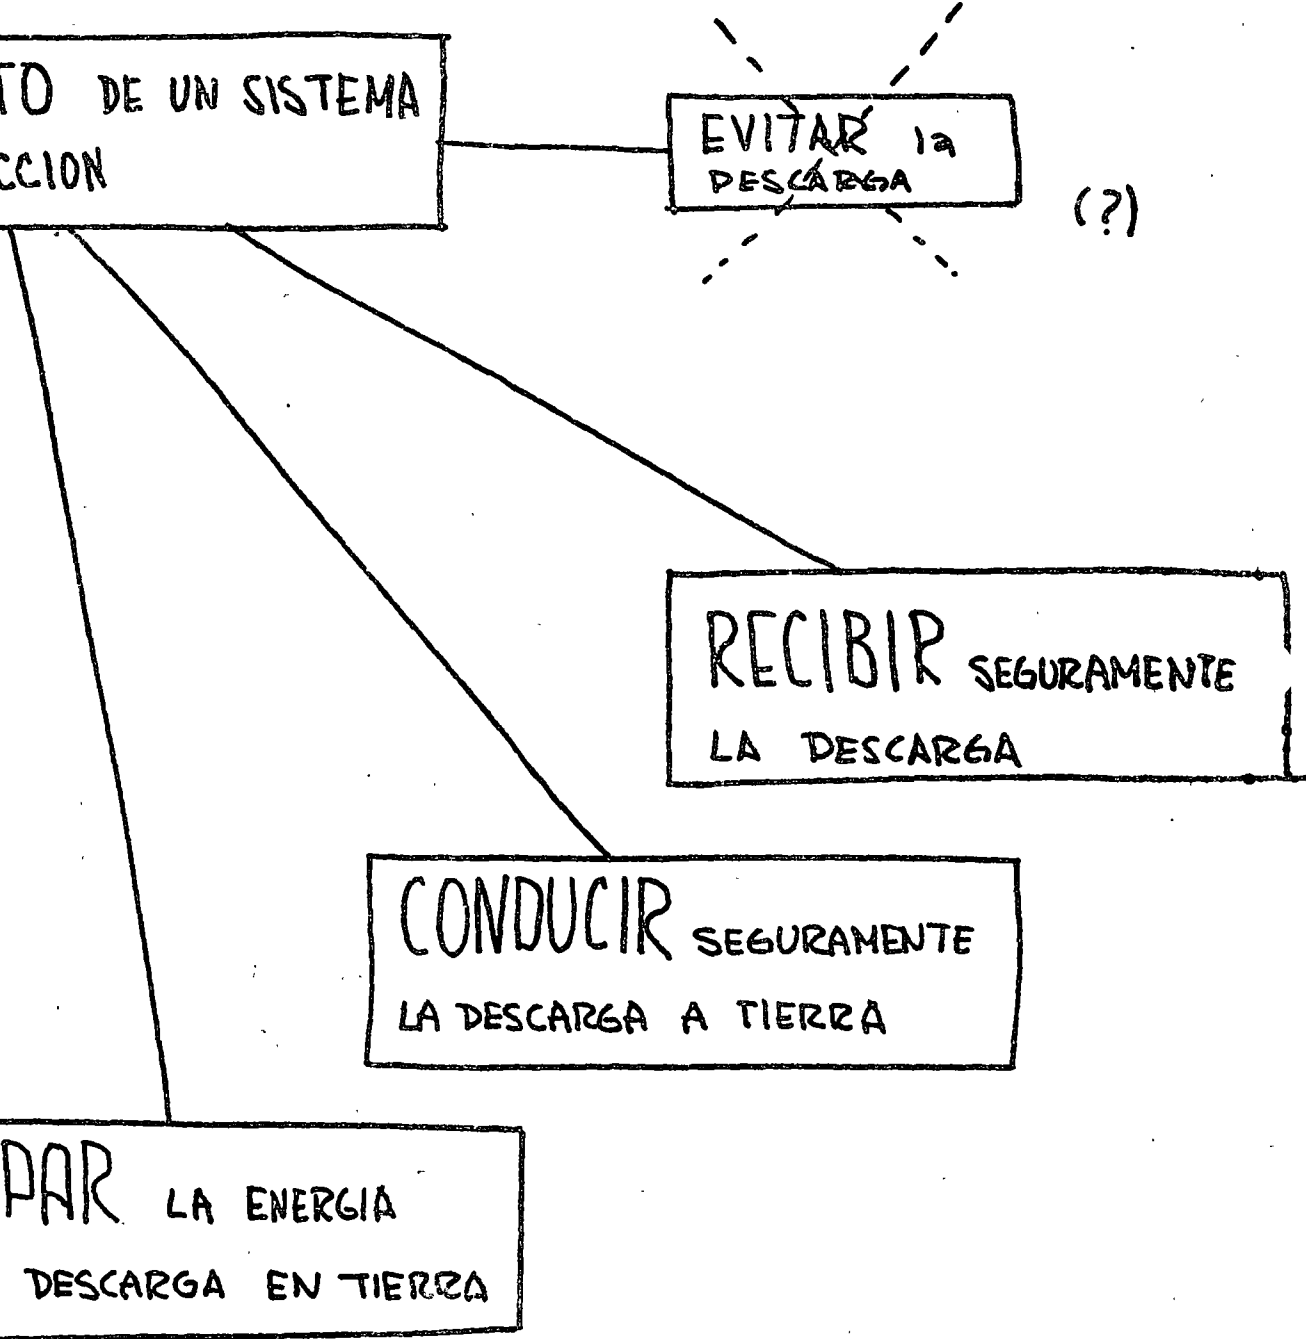 TO DE UN SISTEMA
CCION
EVITAR la
DESCARGA
(?)
RECIBIR SEGURAMENTE
LA DESCARGA
CONDUCIR SEGURAMENTE
LA DESCARGA A TIERRA
PAR LA ENERGIA
DESCARGA EN TIERRA